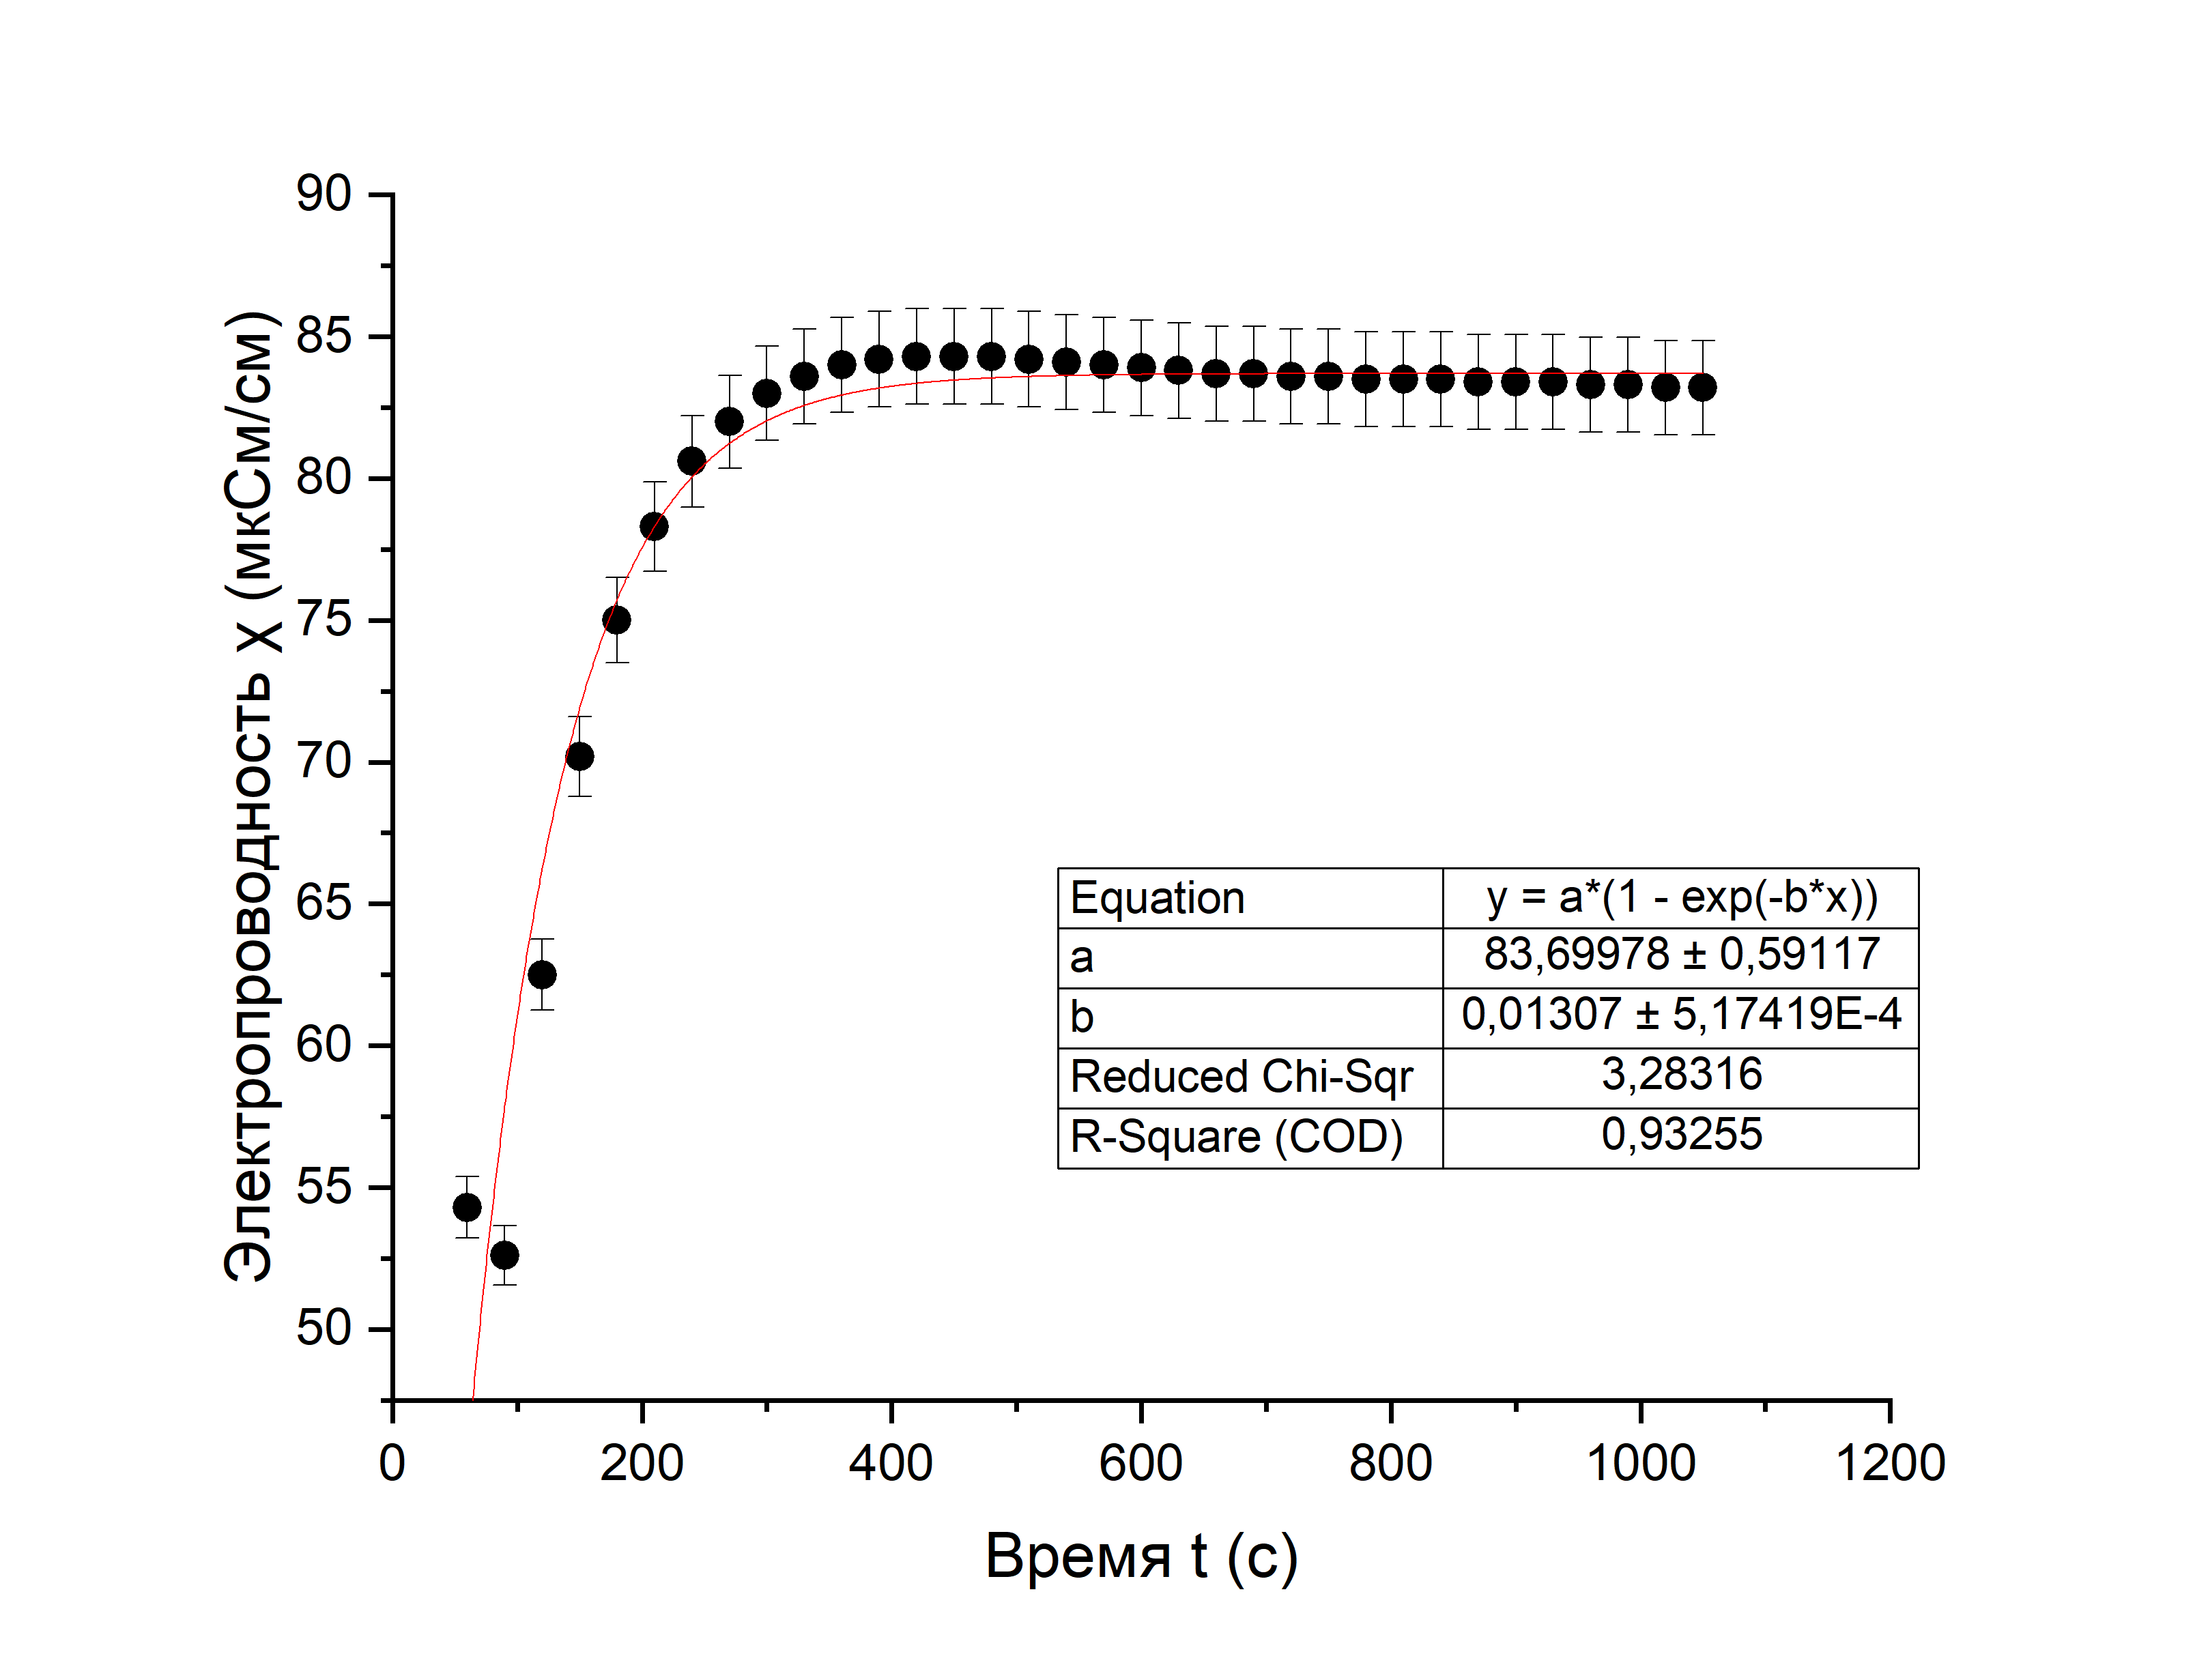 90
85
80
75
70
65
60
55
50
0 200 400 600 800 1000 1200
Электропроводность X (мкСм/см)
Время t (с)
Equation y = a*(1 - exp(-b*x))
a 83,69978 ± 0,59117
b 0,01307 ± 5,17419E-4
Reduced Chi-Sqr 3,28316
R-Square (COD) 0,93255